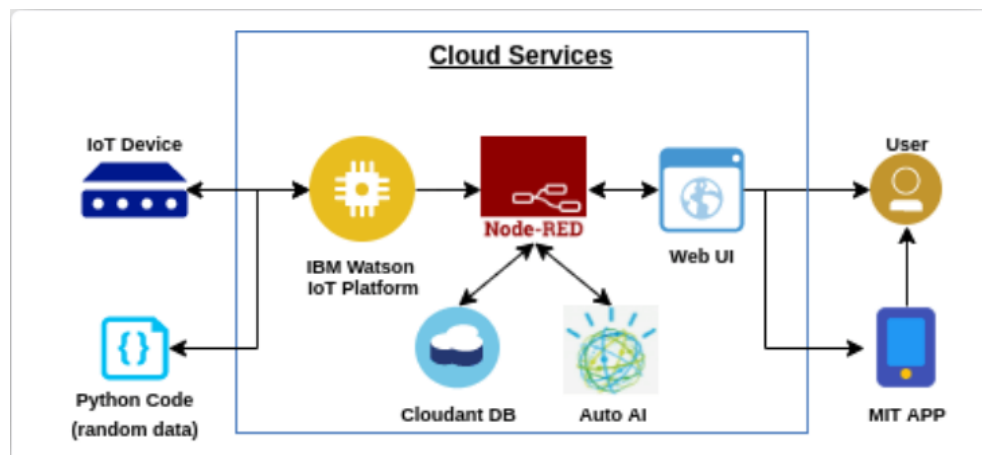 Cloud Services
IoT Device
User
Node-RED
Web UI
IBM Watson
IoT Platform
{}
Python Code
(random data)
Cloudant DB
Auto AI
MIT APP